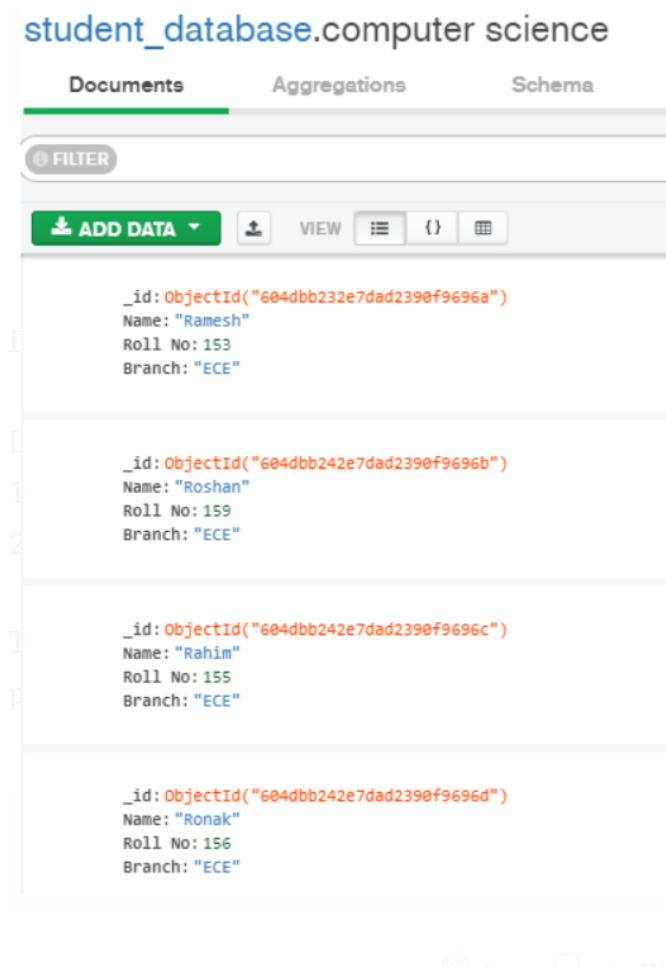 student_database.computer science
Documents Aggregations Schema
FILTER
ADD DATA VIEW {}
_id: ObjectId("604dbb232e7dad2390f9696a")
Name: "Ramesh"
Roll No: 153
Branch: "ECE"
_id: ObjectId("604dbb242e7dad2390f9696b")
Name: "Roshan"
Roll No: 159
Branch: "ECE"
_id: ObjectId("604dbb242e7dad2390f9696c")
Name: "Rahim"
Roll No: 155
Branch: "ECE"
_id: ObjectId("604dbb242e7dad2390f9696d")
Name: "Ronak"
Roll No: 156
Branch: "ECE"